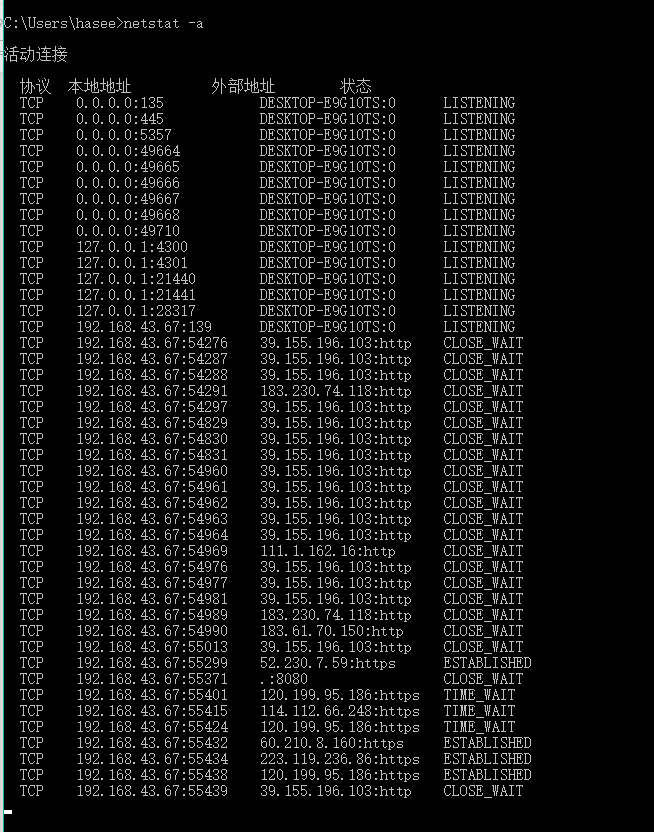 C:\Users\hasee>netstat -a
活动连接
协议 本地地址 外部地址 状态
TCP 0.0.0.0:135 DESKTOP-E9G10TS:0 LISTENING
TCP 0.0.0.0:445 DESKTOP-E9G10TS:0 LISTENING
TCP 0.0.0.0:5357 DESKTOP-E9G10TS:0 LISTENING
TCP 0.0.0.0:49664 DESKTOP-E9G10TS:0 LISTENING
TCP 0.0.0.0:49665 DESKTOP-E9G10TS:0 LISTENING
TCP 0.0.0.0:49666 DESKTOP-E9G10TS:0 LISTENING
TCP 0.0.0.0:49667 DESKTOP-E9G10TS:0 LISTENING
TCP 0.0.0.0:49668 DESKTOP-E9G10TS:0 LISTENING
TCP 0.0.0.0:49710 DESKTOP-E9G10TS:0 LISTENING
TCP 127.0.0.1:4300 DESKTOP-E9G10TS:0 LISTENING
TCP 127.0.0.1:4301 DESKTOP-E9G10TS:0 LISTENING
TCP 127.0.0.1:21440 DESKTOP-E9G10TS:0 LISTENING
TCP 127.0.0.1:21441 DESKTOP-E9G10TS:0 LISTENING
TCP 127.0.0.1:28317 DESKTOP-E9G10TS:0 LISTENING
TCP 192.168.43.67:139 DESKTOP-E9G10TS:0 LISTENING
TCP 192.168.43.67:54276 39.155.196.103:http CLOSE_WAIT
TCP 192.168.43.67:54287 39.155.196.103:http CLOSE_WAIT
TCP 192.168.43.67:54288 39.155.196.103:http CLOSE_WAIT
TCP 192.168.43.67:54291 183.230.74.118:http CLOSE_WAIT
TCP 192.168.43.67:54297 39.155.196.103:http CLOSE_WAIT
TCP 192.168.43.67:54829 39.155.196.103:http CLOSE_WAIT
TCP 192.168.43.67:54830 39.155.196.103:http CLOSE_WAIT
TCP 192.168.43.67:54831 39.155.196.103:http CLOSE_WAIT
TCP 192.168.43.67:54960 39.155.196.103:http CLOSE_WAIT
TCP 192.168.43.67:54961 39.155.196.103:http CLOSE_WAIT
TCP 192.168.43.67:54962 39.155.196.103:http CLOSE_WAIT
TCP 192.168.43.67:54963 39.155.196.103:http CLOSE_WAIT
TCP 192.168.43.67:54964 39.155.196.103:http CLOSE_WAIT
TCP 192.168.43.67:54969 111.1.162.16:http CLOSE_WAIT
TCP 192.168.43.67:54976 39.155.196.103:http CLOSE_WAIT
TCP 192.168.43.67:54977 39.155.196.103:http CLOSE_WAIT
TCP 192.168.43.67:54981 39.155.196.103:http CLOSE_WAIT
TCP 192.168.43.67:54989 183.230.74.118:http CLOSE_WAIT
TCP 192.168.43.67:54990 183.61.70.150:http CLOSE_WAIT
TCP 192.168.43.67:55013 39.155.196.103:http CLOSE_WAIT
TCP 192.168.43.67:55299 52.230.7.59:https ESTABLISHED
TCP 192.168.43.67:55371 .:8080 CLOSE_WAIT
TCP 192.168.43.67:55401 120.199.95.186:https TIME_WAIT
TCP 192.168.43.67:55415 114.112.66.248:https TIME_WAIT
TCP 192.168.43.67:55424 120.199.95.186:https TIME_WAIT
TCP 192.168.43.67:55432 60.210.8.160:https ESTABLISHED
TCP 192.168.43.67:55434 223.119.236.86:https ESTABLISHED
TCP 192.168.43.67:55438 120.199.95.186:https ESTABLISHED
TCP 192.168.43.67:55439 39.155.196.103:http CLOSE_WAIT